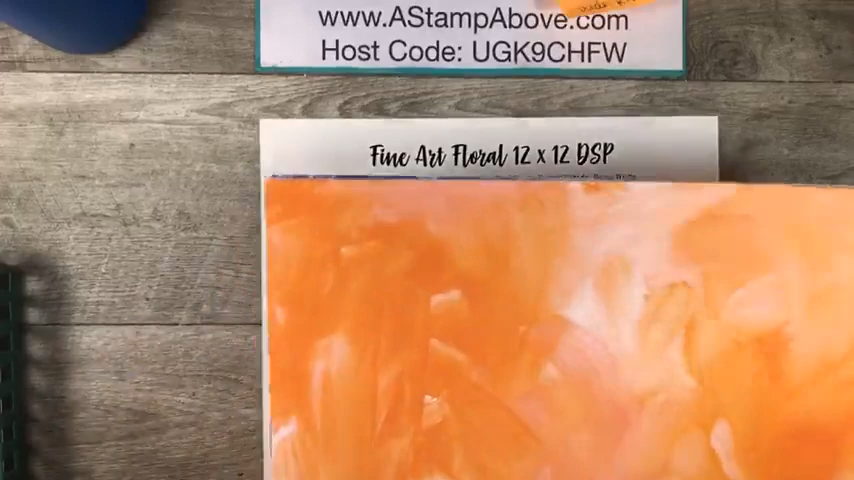 www.AStampAbove.com
Host Code: UGK9CHFW
Fine Art Floral 12 x 12 DSP